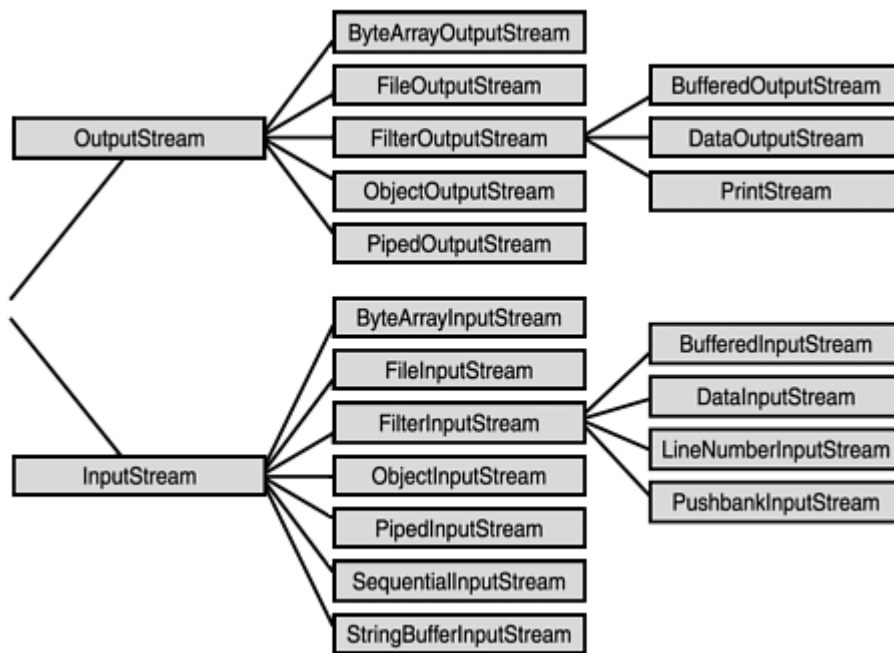 OutputStream
ByteArrayOutputStream
FileOutputStream
FilterOutputStream
ObjectOutputStream
PipedOutputStream
BufferedOutputStream
DataOutputStream
PrintStream
InputStream
ByteArrayInputStream
FileInputStream
FilterInputStream
ObjectInputStream
PipedInputStream
SequentialInputStream
StringBufferInputStream
BufferedInputStream
DataInputStream
LineNumberInputStream
PushbankInputStream